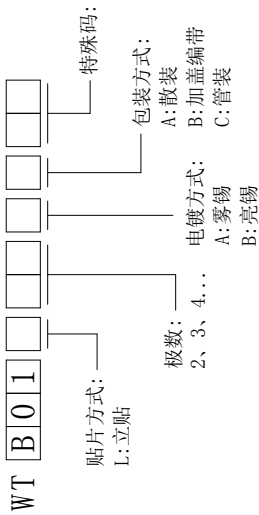 WT B01
贴片方式:
L:立贴
极数:
2、3、4...
电镀方式:
A:雾锡
B:亮锡
包装方式:
A:散装
B:加盖编带
C:管装
特殊码: